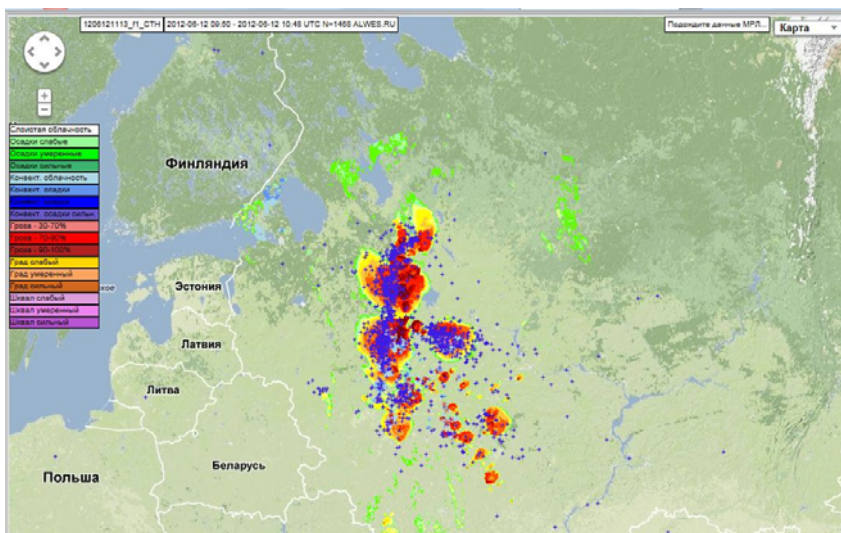 1206121113_f1_CTH
2012-06-12 09:50 - 2012-06-12 10:48 UTC N=1468 ALWES.RU
Подождите данные МРЛ...
Карта
Слоистая облачность
Осадки слабые
Осадки умеренные
Осадки сильные
Конвект. облачность
Конвект. осадки
Конвект. осадки сильн.
Гроза - 30-70%
Гроза - 70-90%
Гроза - 90-100%
Град слабый
Град умеренный
Град сильный
Шквал слабый
Шквал умеренный
Шквал сильный
Финляндия
Эстония
Латвия
Литва
Беларусь
Польша